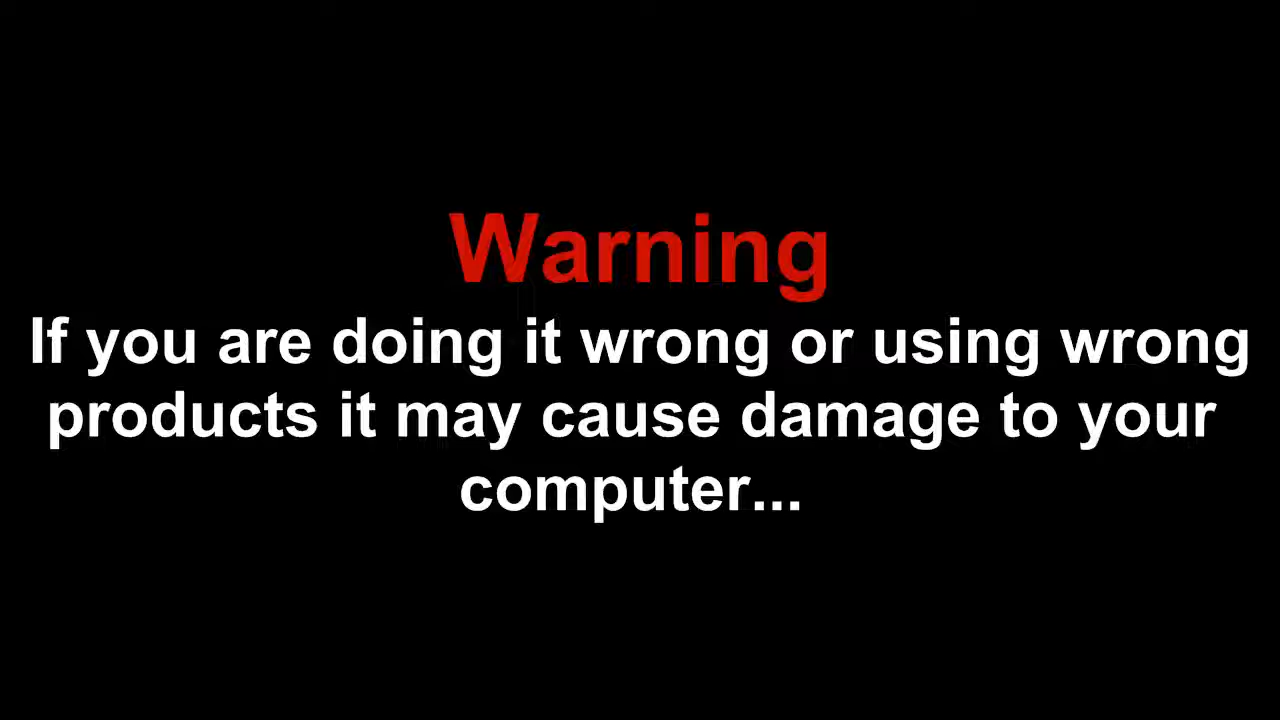 Warning
If you are doing it wrong or using wrong
products it may cause damage to your
computer...